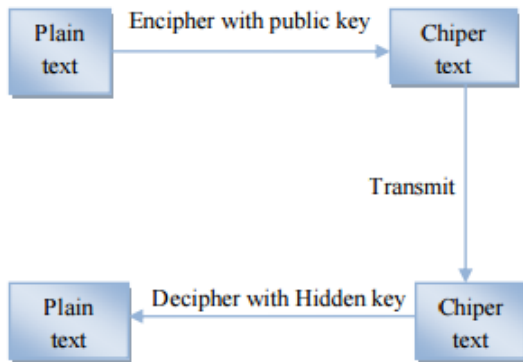 Plain
text
Encipher with public key
Chiper
text
Transmit
Plain
text
Decipher with Hidden key
Chiper
text